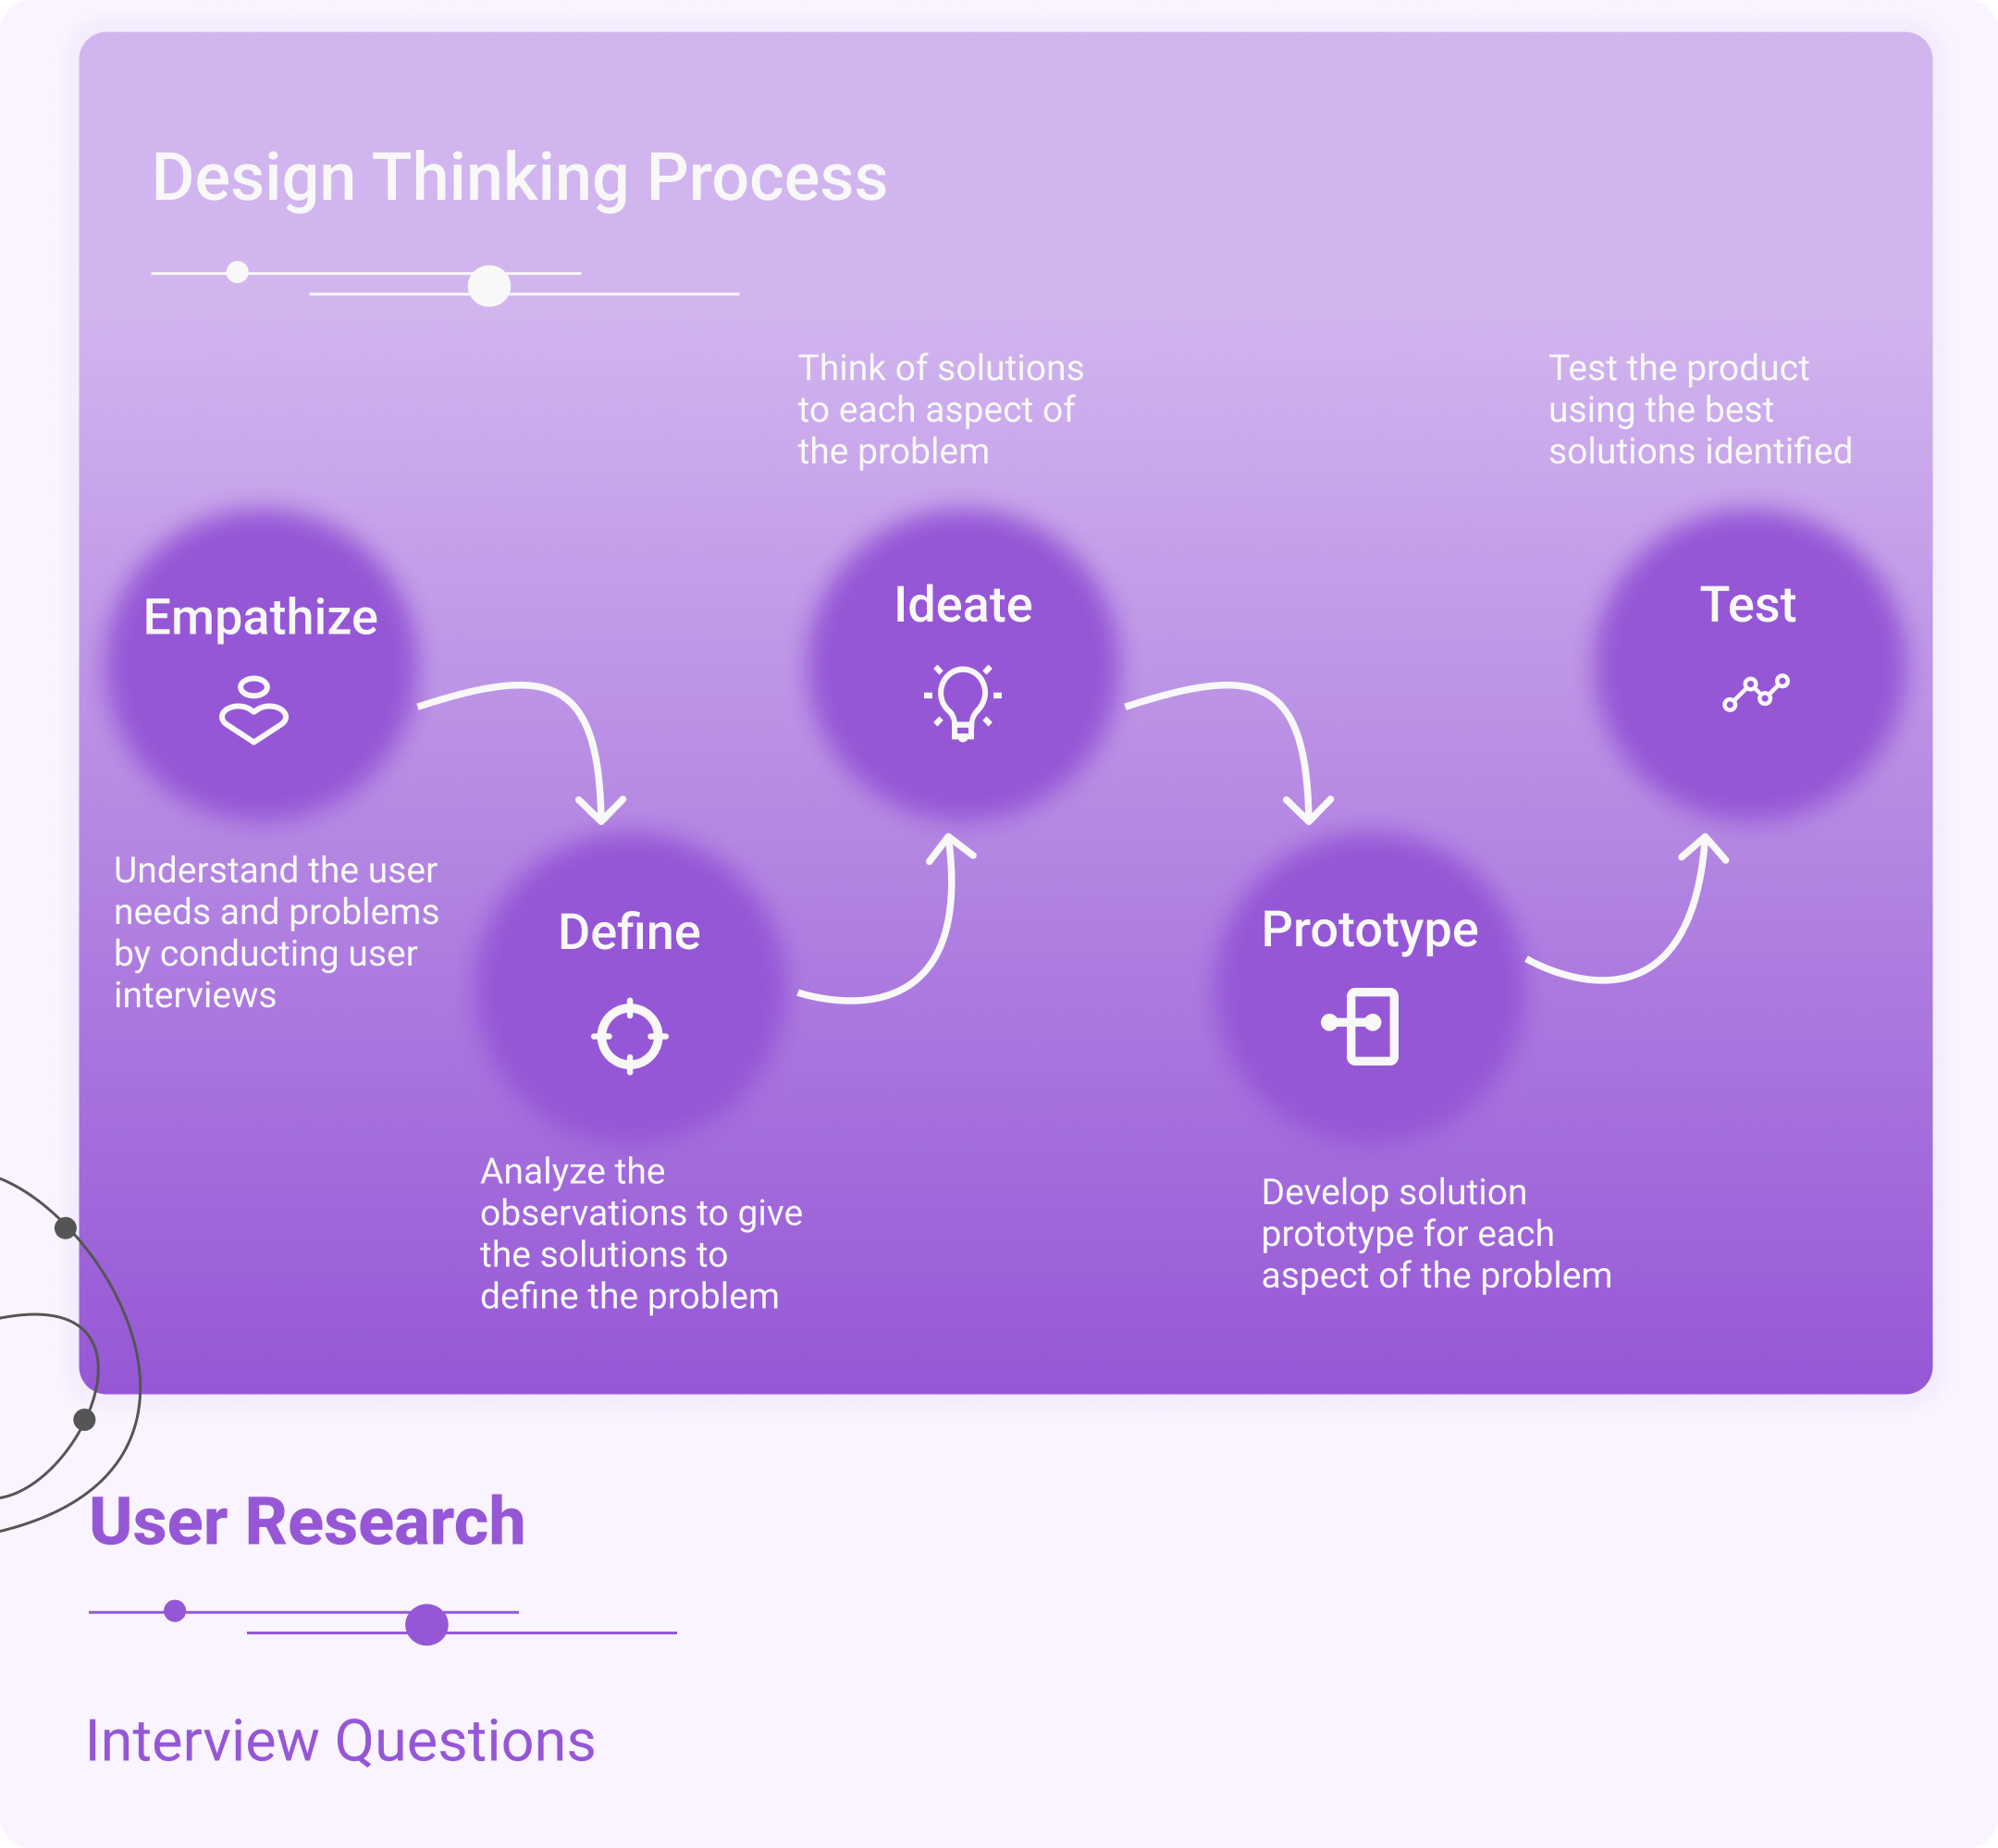 Design Thinking Process
Empathize
Understand the user
needs and problems
by conducting user
interviews
Define
Analyze the
observations to give
the solutions to
define the problem
Think of solutions
to each aspect of
the problem
Ideate
Prototype
Develop solution
prototype for each
aspect of the problem
Test the product
using the best
solutions identified
Test
User Research
Interview Questions